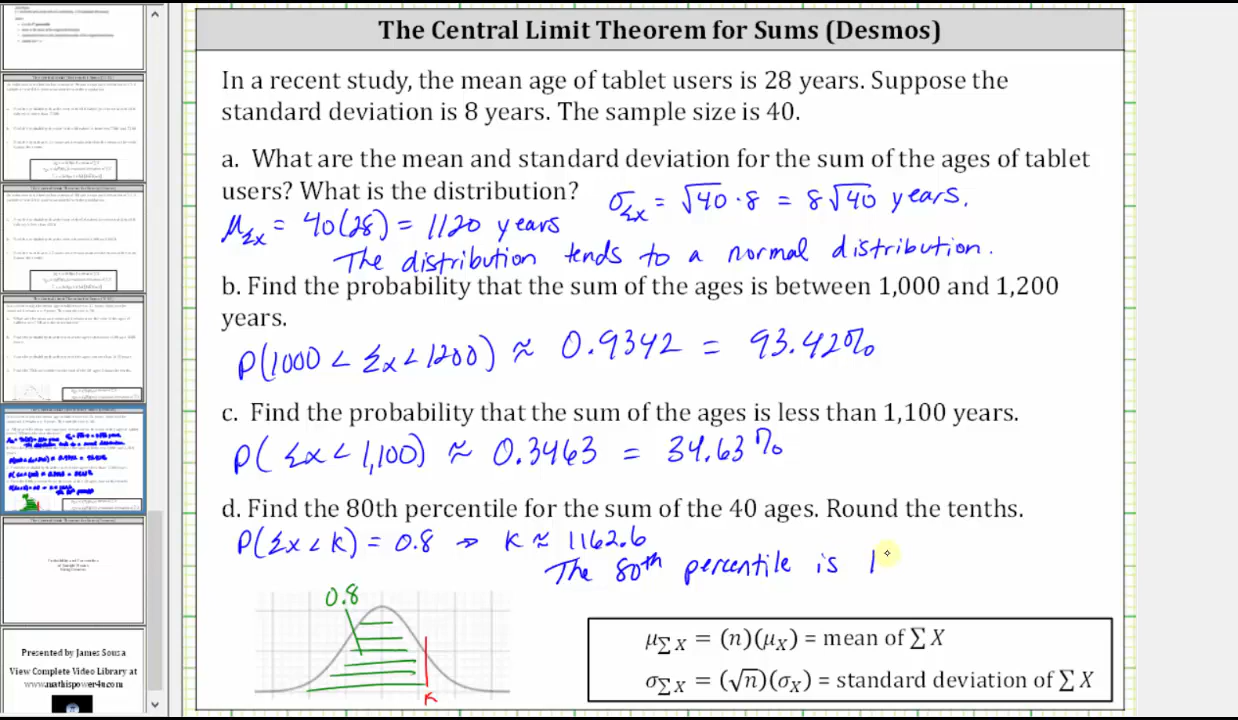 The Central Limit Theorem for Sums (Desmos)
In a recent study, the mean age of tablet users is 28 years. Suppose the
standard deviation is 8 years. The sample size is 40.
a. What are the mean and standard deviation for the sum of the ages of tablet
users? What is the distribution? σΣx = √40 · 8 = 8√40 years.
μΣx = 40(28) = 1120 years
The distribution tends to a normal distribution.
b. Find the probability that the sum of the ages is between 1,000 and 1,200
years.
P(1000 < Σx < 1200) ≈ 0.9342 = 93.42%
c. Find the probability that the sum of the ages is less than 1,100 years.
P( Σx < 1,100) ≈ 0.3463 = 34.63%
d. Find the 80th percentile for the sum of the 40 ages. Round the tenths.
P(Σx < k) = 0.8 → k ≈ 1162.6
The 80th percentile is 1
0.8
k
μΣX = (n)(μX) = mean of ΣX
σΣX = (√n)(σX) = standard deviation of ΣX
Presented by James Sousa
View Complete Video Library at
www.mathispower4u.com